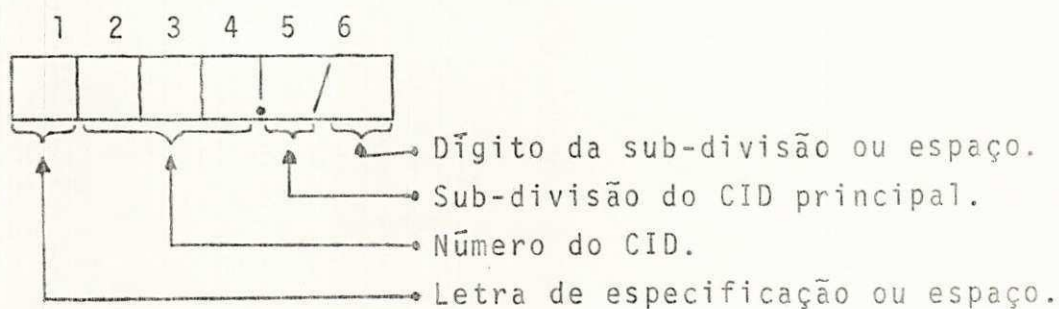 1 2 3 4 5 6
Dígito da sub-divisão ou espaço.
Sub-divisão do CID principal.
Número do CID.
Letra de especificação ou espaço.